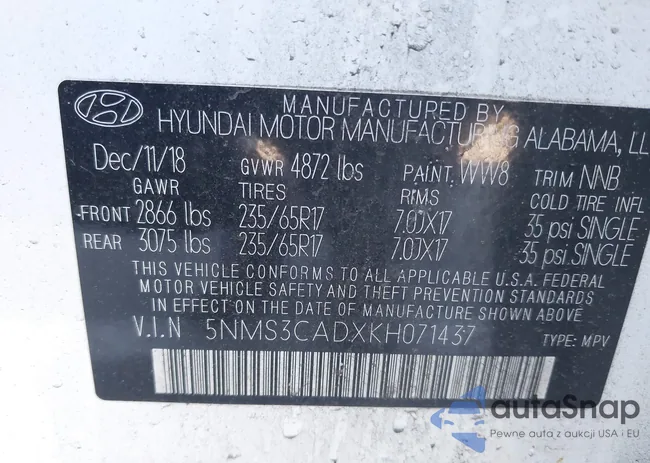 MANUFACTURED BY
HYUNDAI MOTOR MANUFACTURING ALABAMA, LL
Dec/11/18 GVWR 4872 lbs PAINT WW8 TRIM NNB
GAWR TIRES RIMS COLD TIRE INFL
FRONT 2866 lbs 235/65R17 7.0JX17 35 psi SINGLE
REAR 3075 lbs 235/65R17 7.0JX17 35 psi SINGLE
THIS VEHICLE CONFORMS TO ALL APPLICABLE U.S.A. FEDERAL
MOTOR VEHICLE SAFETY AND THEFT PREVENTION STANDARDS
IN EFFECT ON THE DATE OF MANUFACTURE SHOWN ABOVE
V.I.N 5NMS3CADXKH071437 TYPE: MPV
autaSnap
Pewne auta z aukcji USA i EU